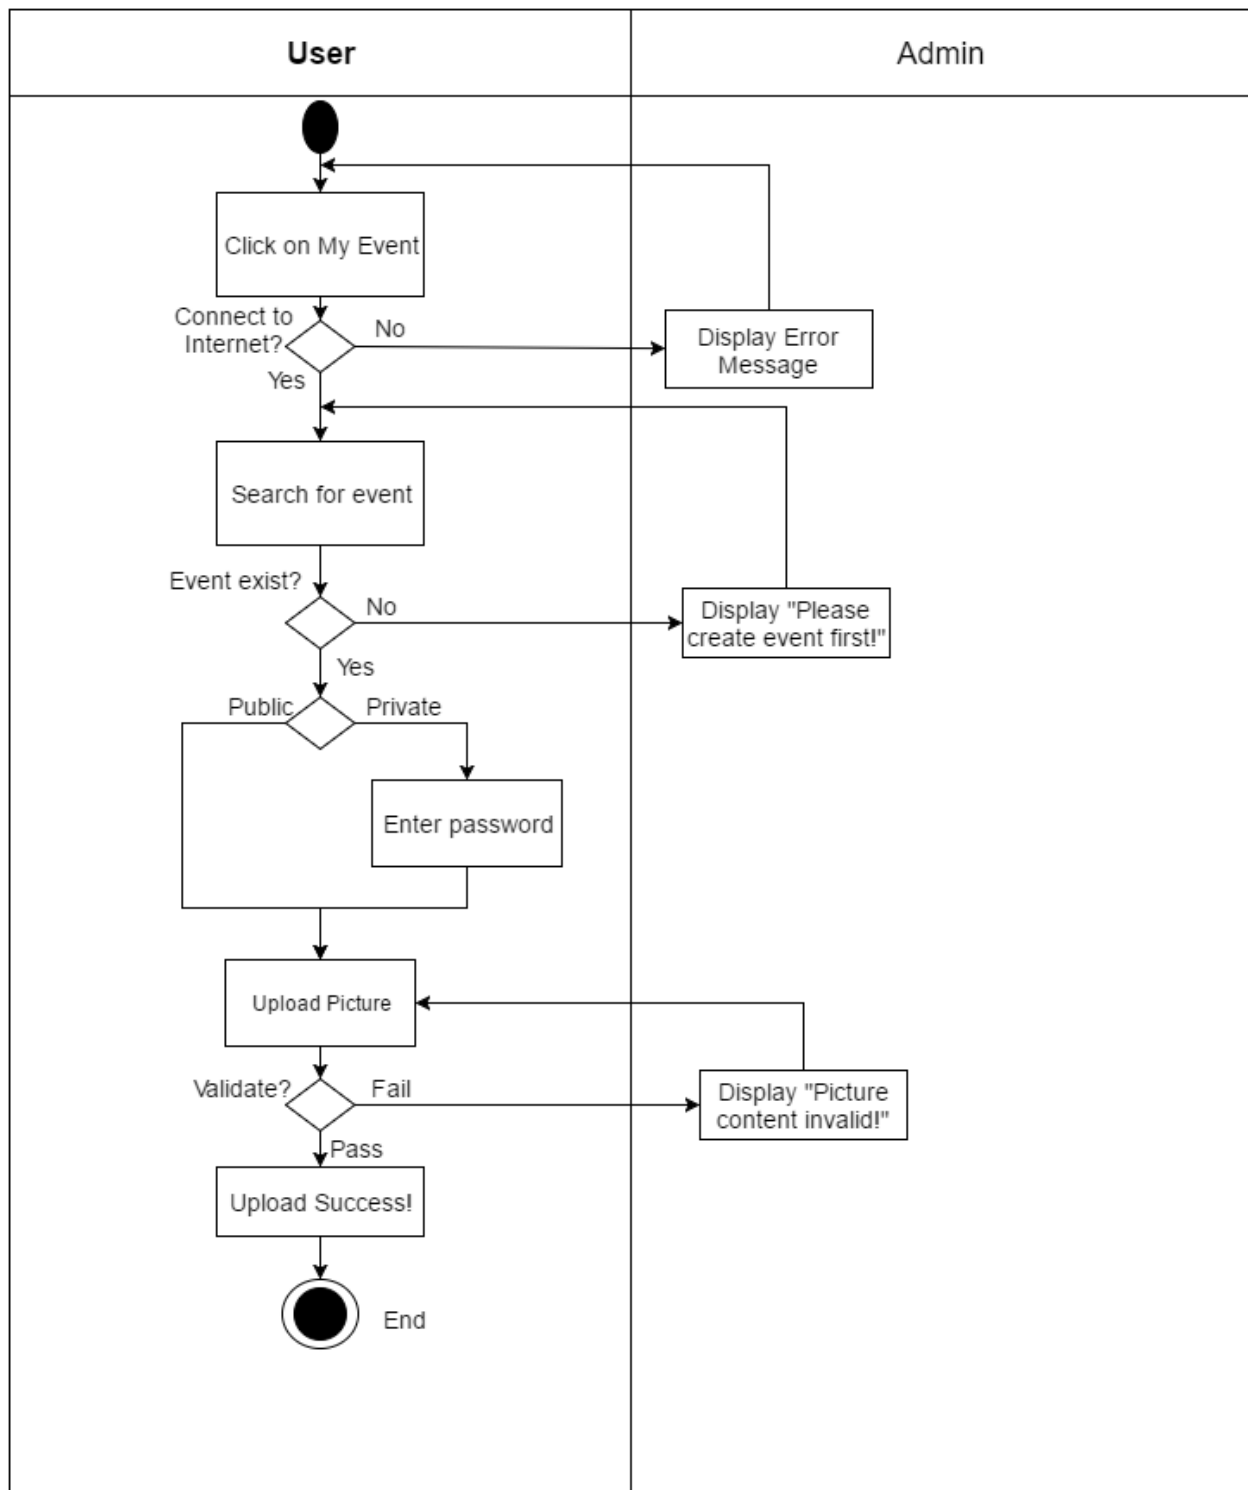 User
Admin
Click on My Event
Connect to
Internet?
No
Display Error
Message
Yes
Search for event
Event exist?
No
Display "Please
create event first!"
Yes
Public
Private
Enter password
Upload Picture
Validate?
Fail
Display "Picture
content invalid!"
Pass
Upload Success!
End